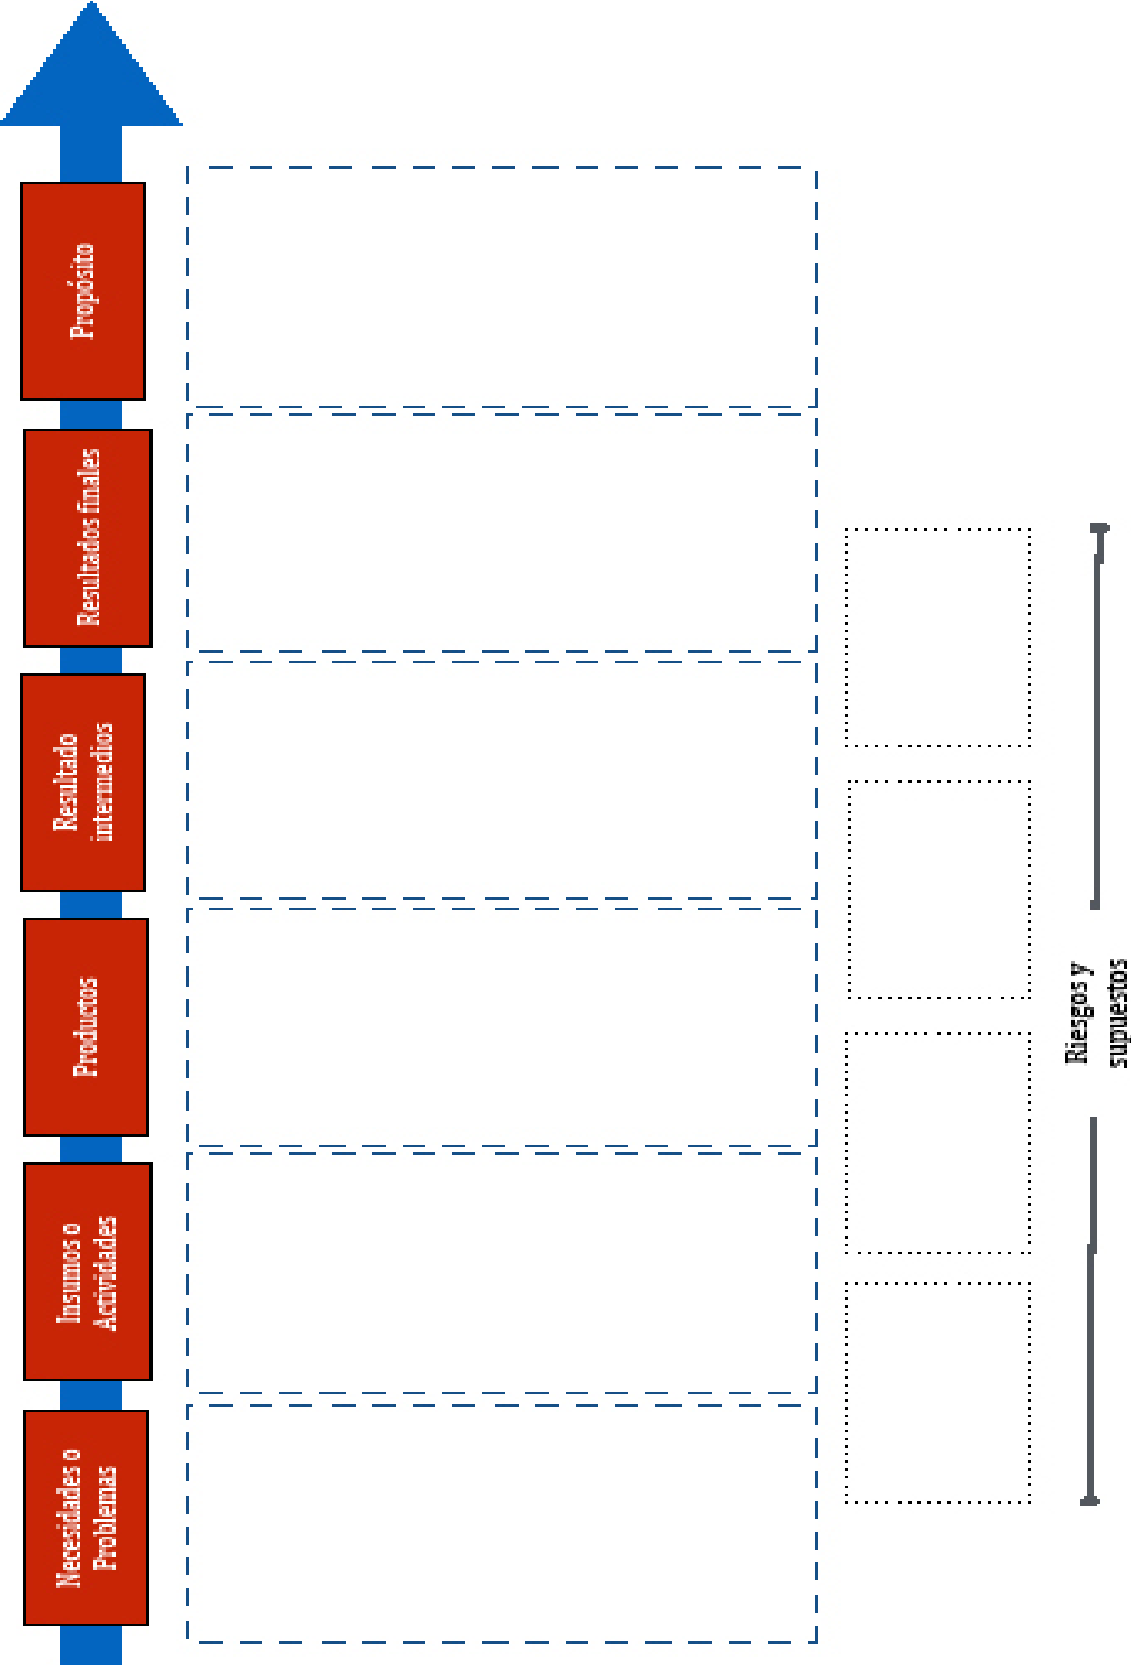 Necesidades o
Problemas
Insumos o
Actividades
Productos
Resultado
intermedios
Resultados finales
Propósito
Riesgos y
supuestos